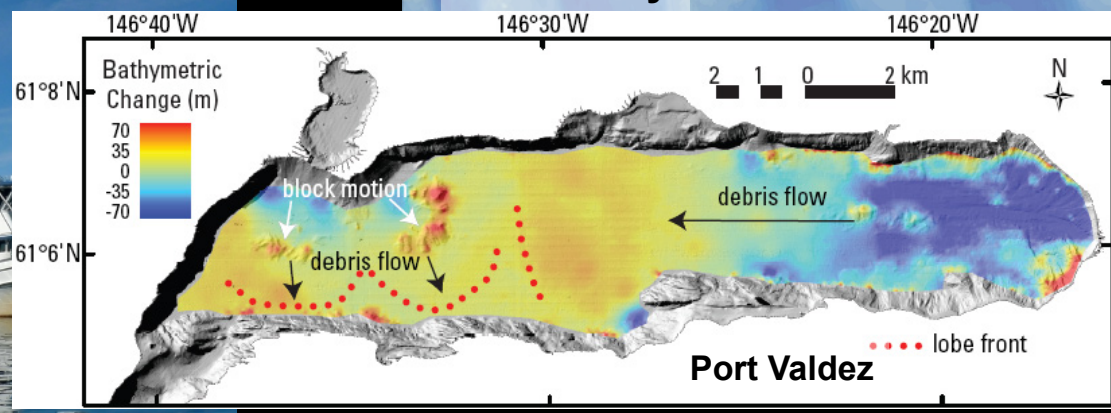 146°40'W 146°30'W 146°20'W
61°8'N
61°6'N
Bathymetric
Change (m)
70
35
0
-35
-70
2 1 0 2 km
N
block motion
debris flow
debris flow
lobe front
Port Valdez